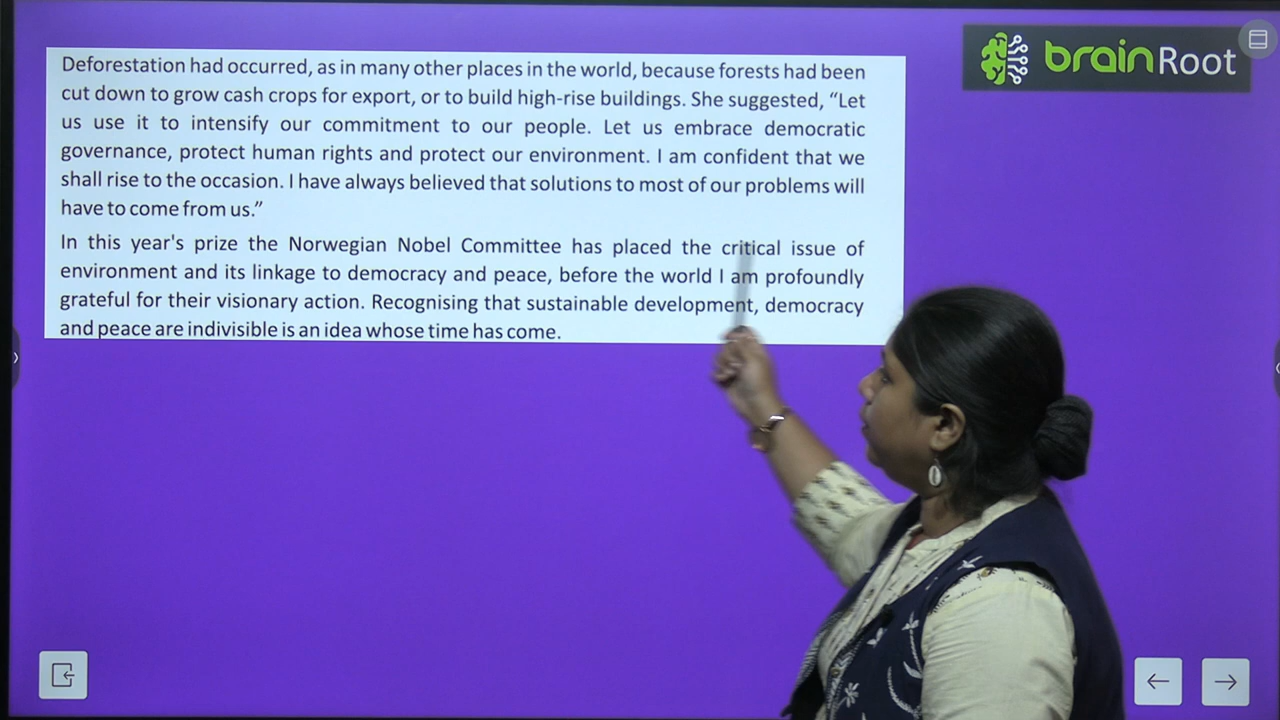 brainRoot
Deforestation had occurred, as in many other places in the world, because forests had been
cut down to grow cash crops for export, or to build high-rise buildings. She suggested, “Let
us use it to intensify our commitment to our people. Let us embrace democratic
governance, protect human rights and protect our environment. I am confident that we
shall rise to the occasion. I have always believed that solutions to most of our problems will
have to come from us.”
In this year's prize the Norwegian Nobel Committee has placed the critical issue of
environment and its linkage to democracy and peace, before the world I am profoundly
grateful for their visionary action. Recognising that sustainable development, democracy
and peace are indivisible is an idea whose time has come.